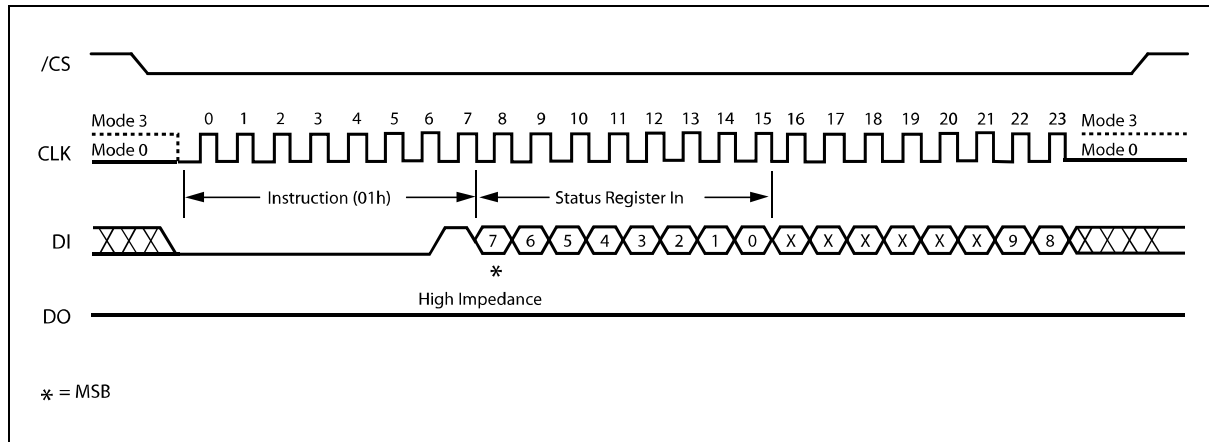 /CS
Mode 3 0 1 2 3 4 5 6 7 8 9 10 11 12 13 14 15 16 17 18 19 20 21 22 23 Mode 3
CLK Mode 0 Mode 0
Instruction (01h) Status Register In
DI X X X 7 6 5 4 3 2 1 0 X X X X X X 9 8 X X X X
*
High Impedance
DO
* = MSB